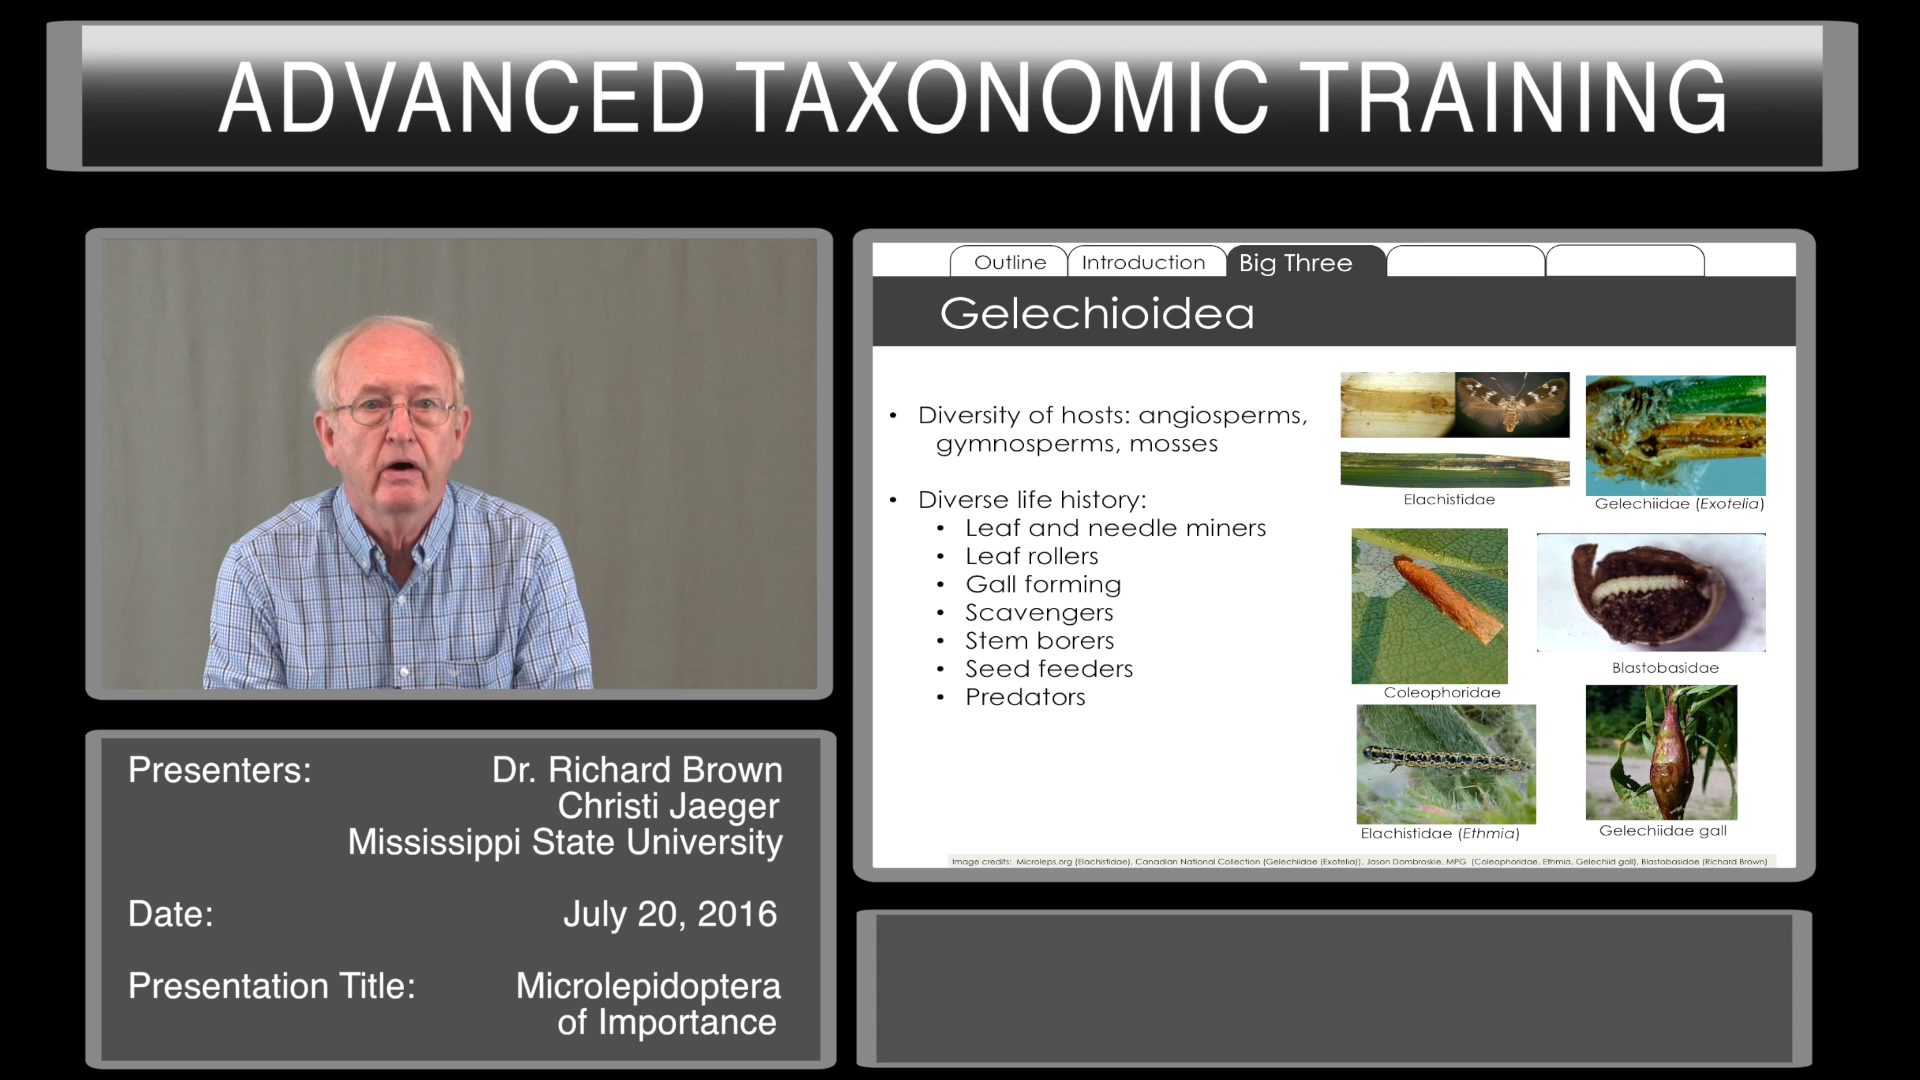 ADVANCED TAXONOMIC TRAINING
Outline
Introduction
Big Three
Gelechioidea
• Diversity of hosts: angiosperms,
gymnosperms, mosses
• Diverse life history:
• Leaf and needle miners
• Leaf rollers
• Gall forming
• Scavengers
• Stem borers
• Seed feeders
• Predators
Elachistidae
Gelechiidae (Exotelia)
Coleophoridae
Blastobasidae
Elachistidae (Ethmia)
Gelechiidae gall
Image credits: Microleps.org (Elachistidae), Canadian National Collection (Gelechiidae (Exotelia)), Jason Dombroskie, MPG (Coleophoridae, Ethmia, Gelechiid gall), Blastobasidae (Richard Brown)
Presenters: Dr. Richard Brown
Christi Jaeger
Mississippi State University
Date: July 20, 2016
Presentation Title: Microlepidoptera
of Importance